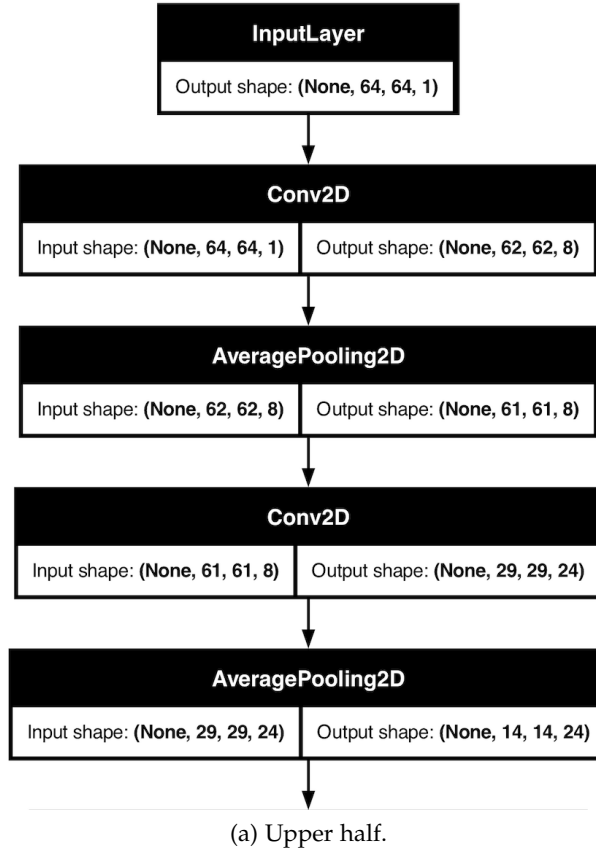 InputLayer
Output shape: (None, 64, 64, 1)
Conv2D
Input shape: (None, 64, 64, 1) Output shape: (None, 62, 62, 8)
AveragePooling2D
Input shape: (None, 62, 62, 8) Output shape: (None, 61, 61, 8)
Conv2D
Input shape: (None, 61, 61, 8) Output shape: (None, 29, 29, 24)
AveragePooling2D
Input shape: (None, 29, 29, 24) Output shape: (None, 14, 14, 24)
(a) Upper half.